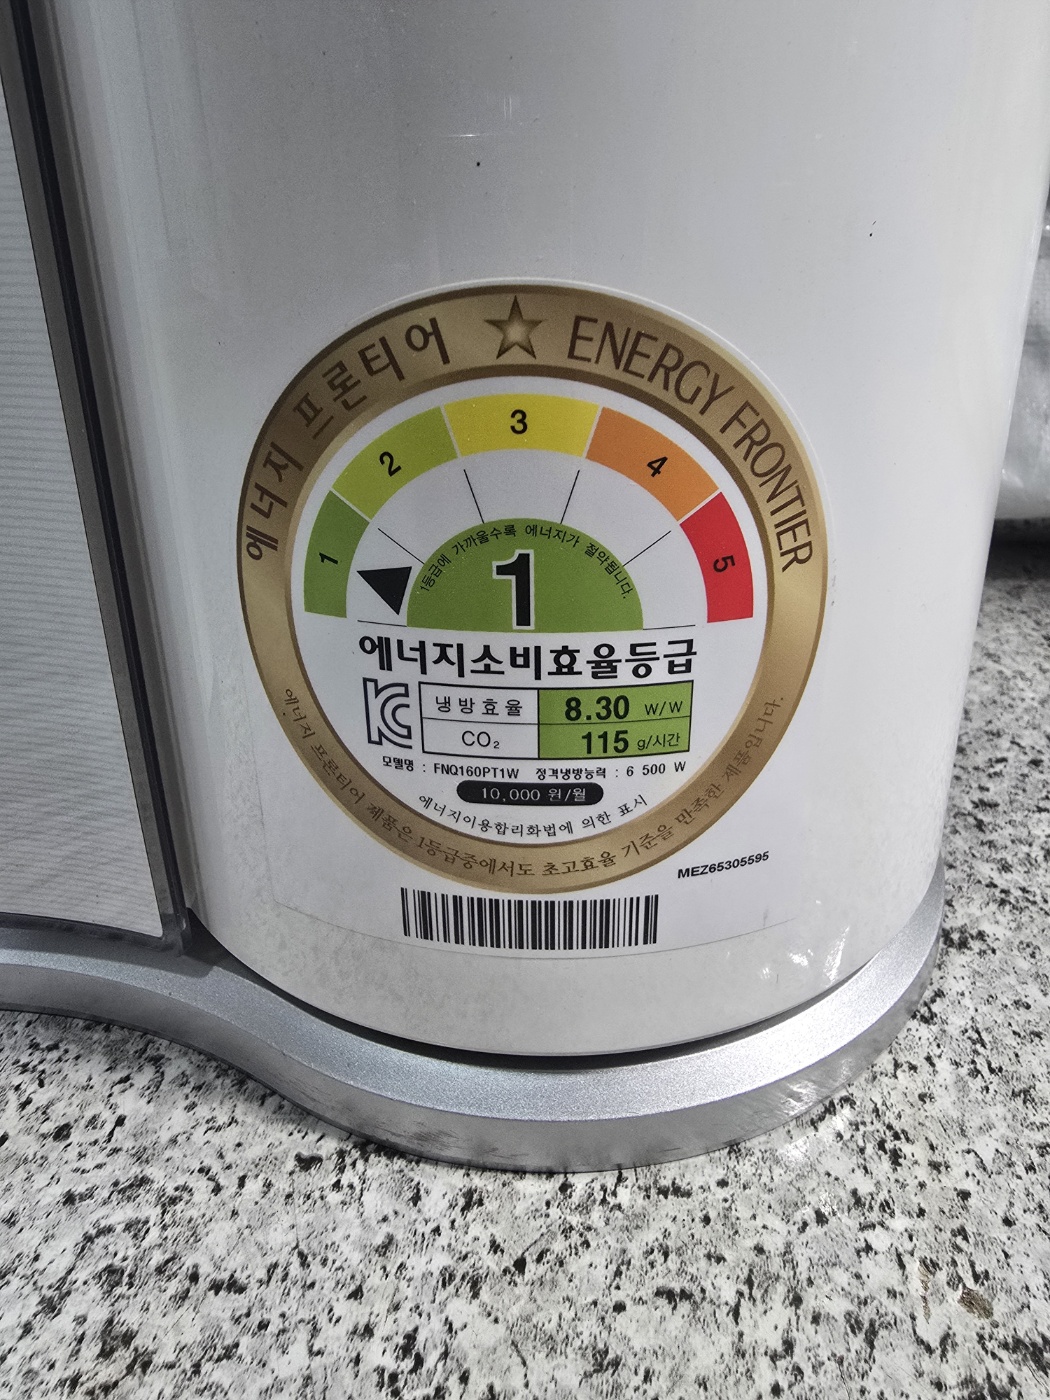 에너지 프론티어 ★ ENERGY FRONTIER
1
2
3
4
5
1등급에 가까울수록 에너지가 절약됩니다.
1
에너지소비효율등급
냉방효율 8.30 W/W
CO₂ 115 g/시간
모델명 : FNQ160PT1W 정격냉방능력 : 6 500 W
10,000 원/월
에너지이용합리화법에 의한 표시
에너지 프론티어 제품은 1등급중에서도 초고효율 기준을 만족한 제품입니다.
MEZ65305595